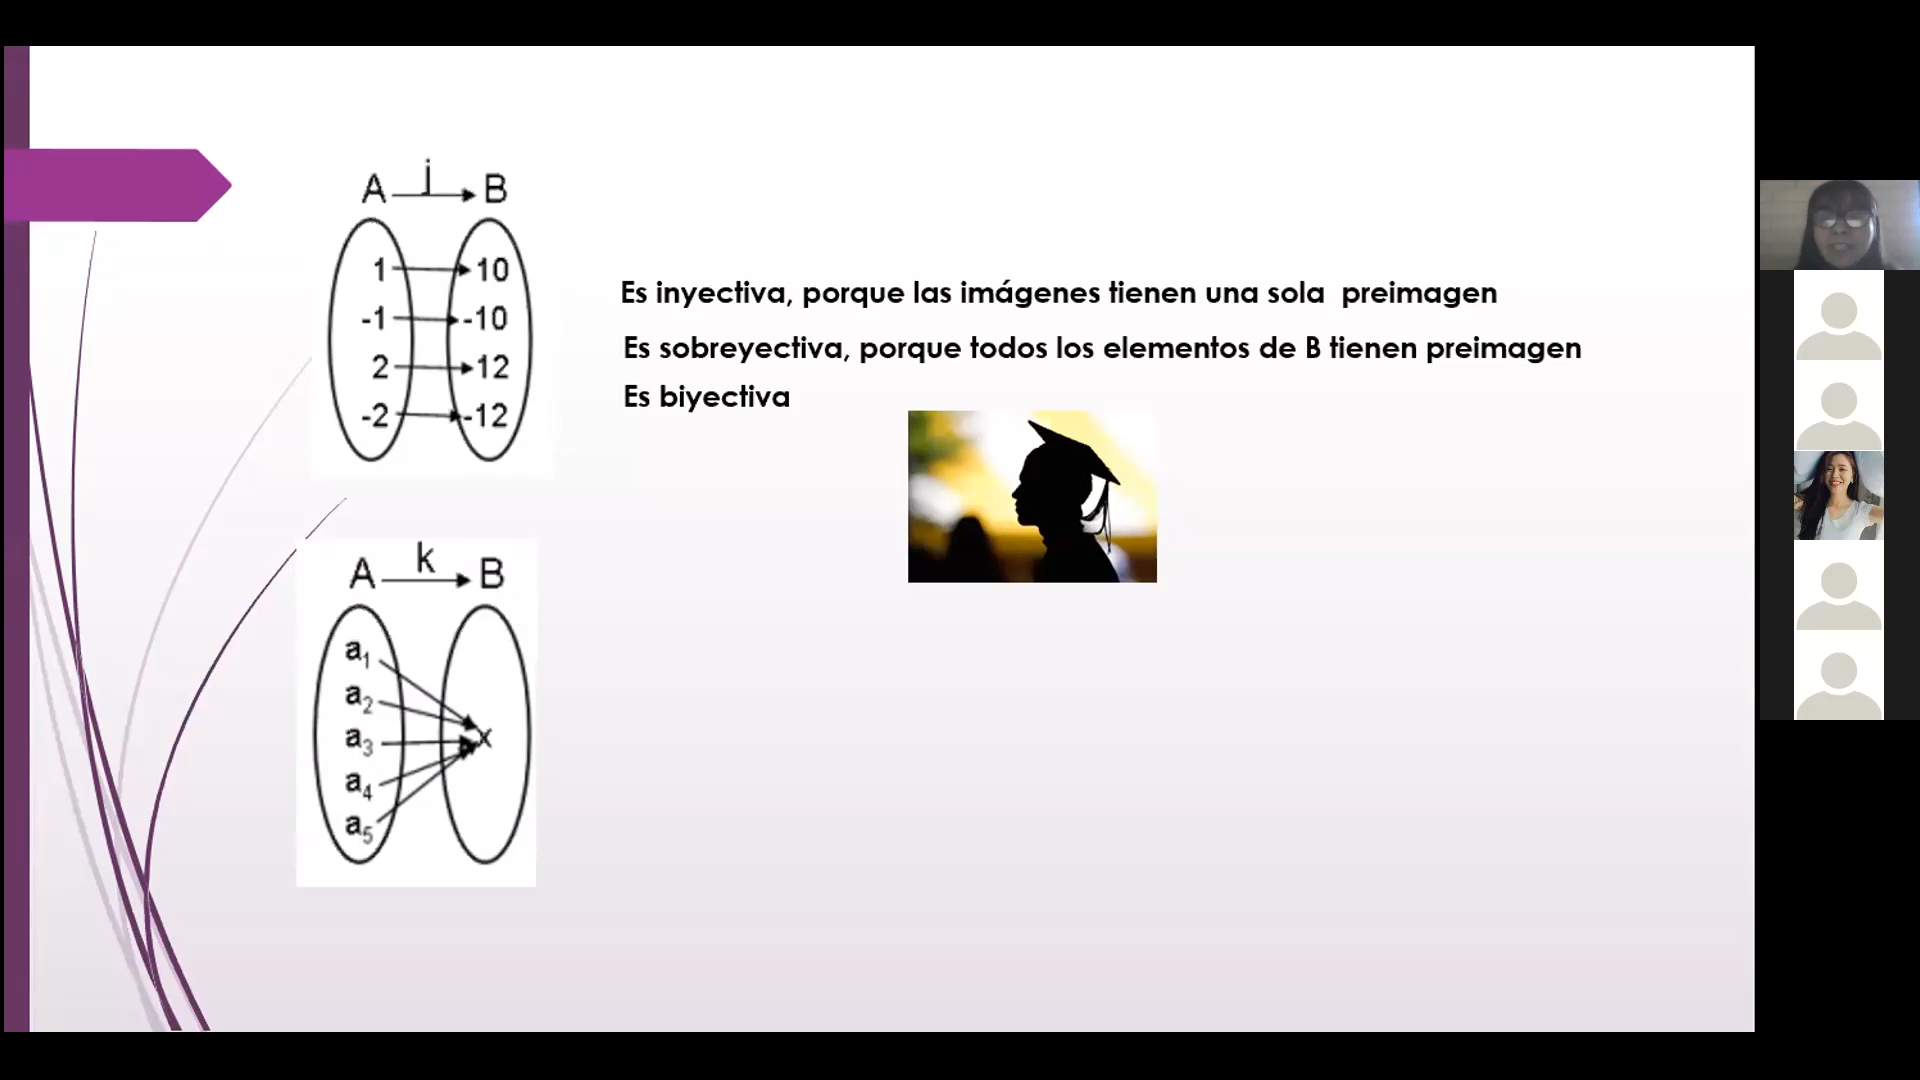 A j B
1 10
-1 -10
2 12
-2 -12
Es inyectiva, porque las imágenes tienen una sola preimagen
Es sobreyectiva, porque todos los elementos de B tienen preimagen
Es biyectiva
A k B
a₁
a₂
a₃ x
a₄
a₅